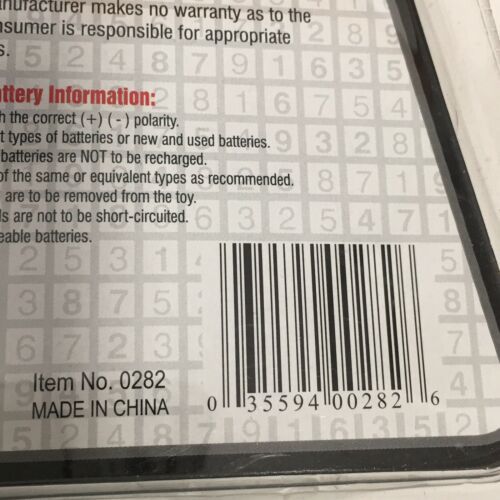 anufacturer makes no warranty as to the
nsumer is responsible for appropriate
s.
attery Information:
h the correct (+) (-) polarity.
t types of batteries or new and used batteries.
batteries are NOT to be recharged.
of the same or equivalent types as recommended.
are to be removed from the toy.
ls are not to be short-circuited.
eable batteries.
Item No. 0282
MADE IN CHINA
0 35594 00282 6